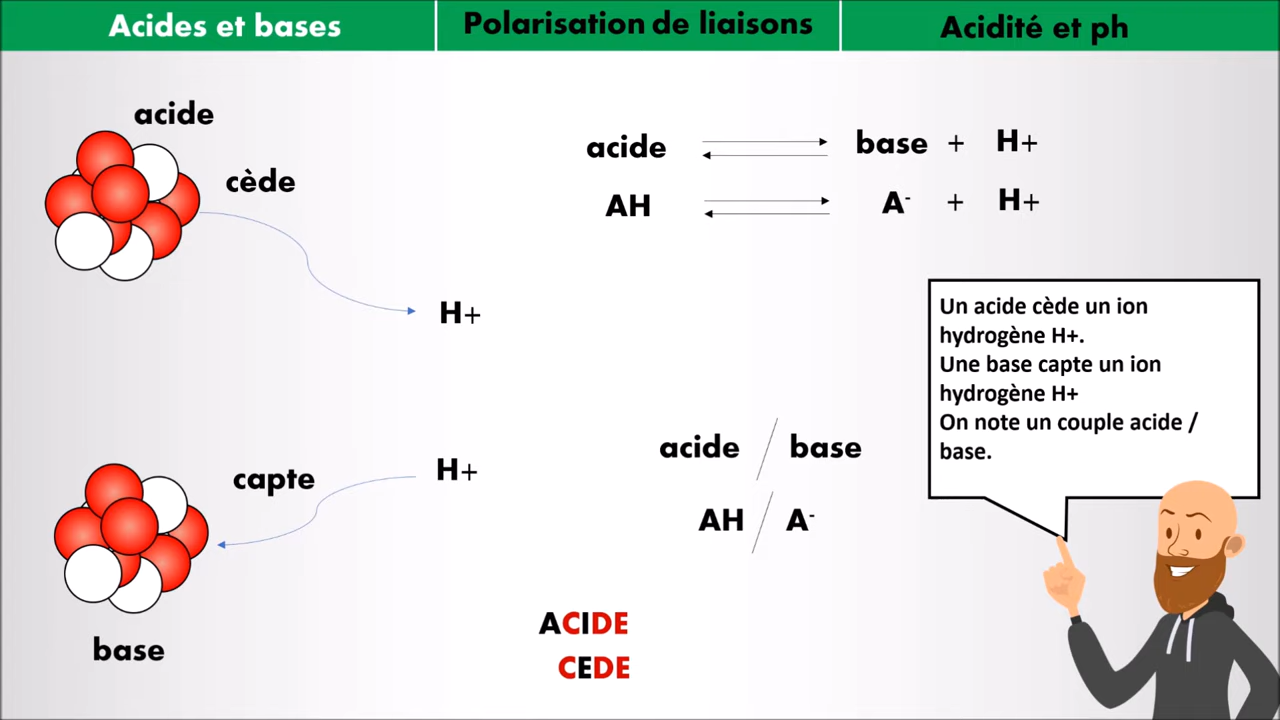 Acides et bases
Polarisation de liaisons
Acidité et ph
acide
cède
H+
acide base + H+
AH A- + H+
Un acide cède un ion
hydrogène H+.
Une base capte un ion
hydrogène H+
On note un couple acide /
base.
capte
H+
base
acide / base
AH / A-
ACIDE
CEDE